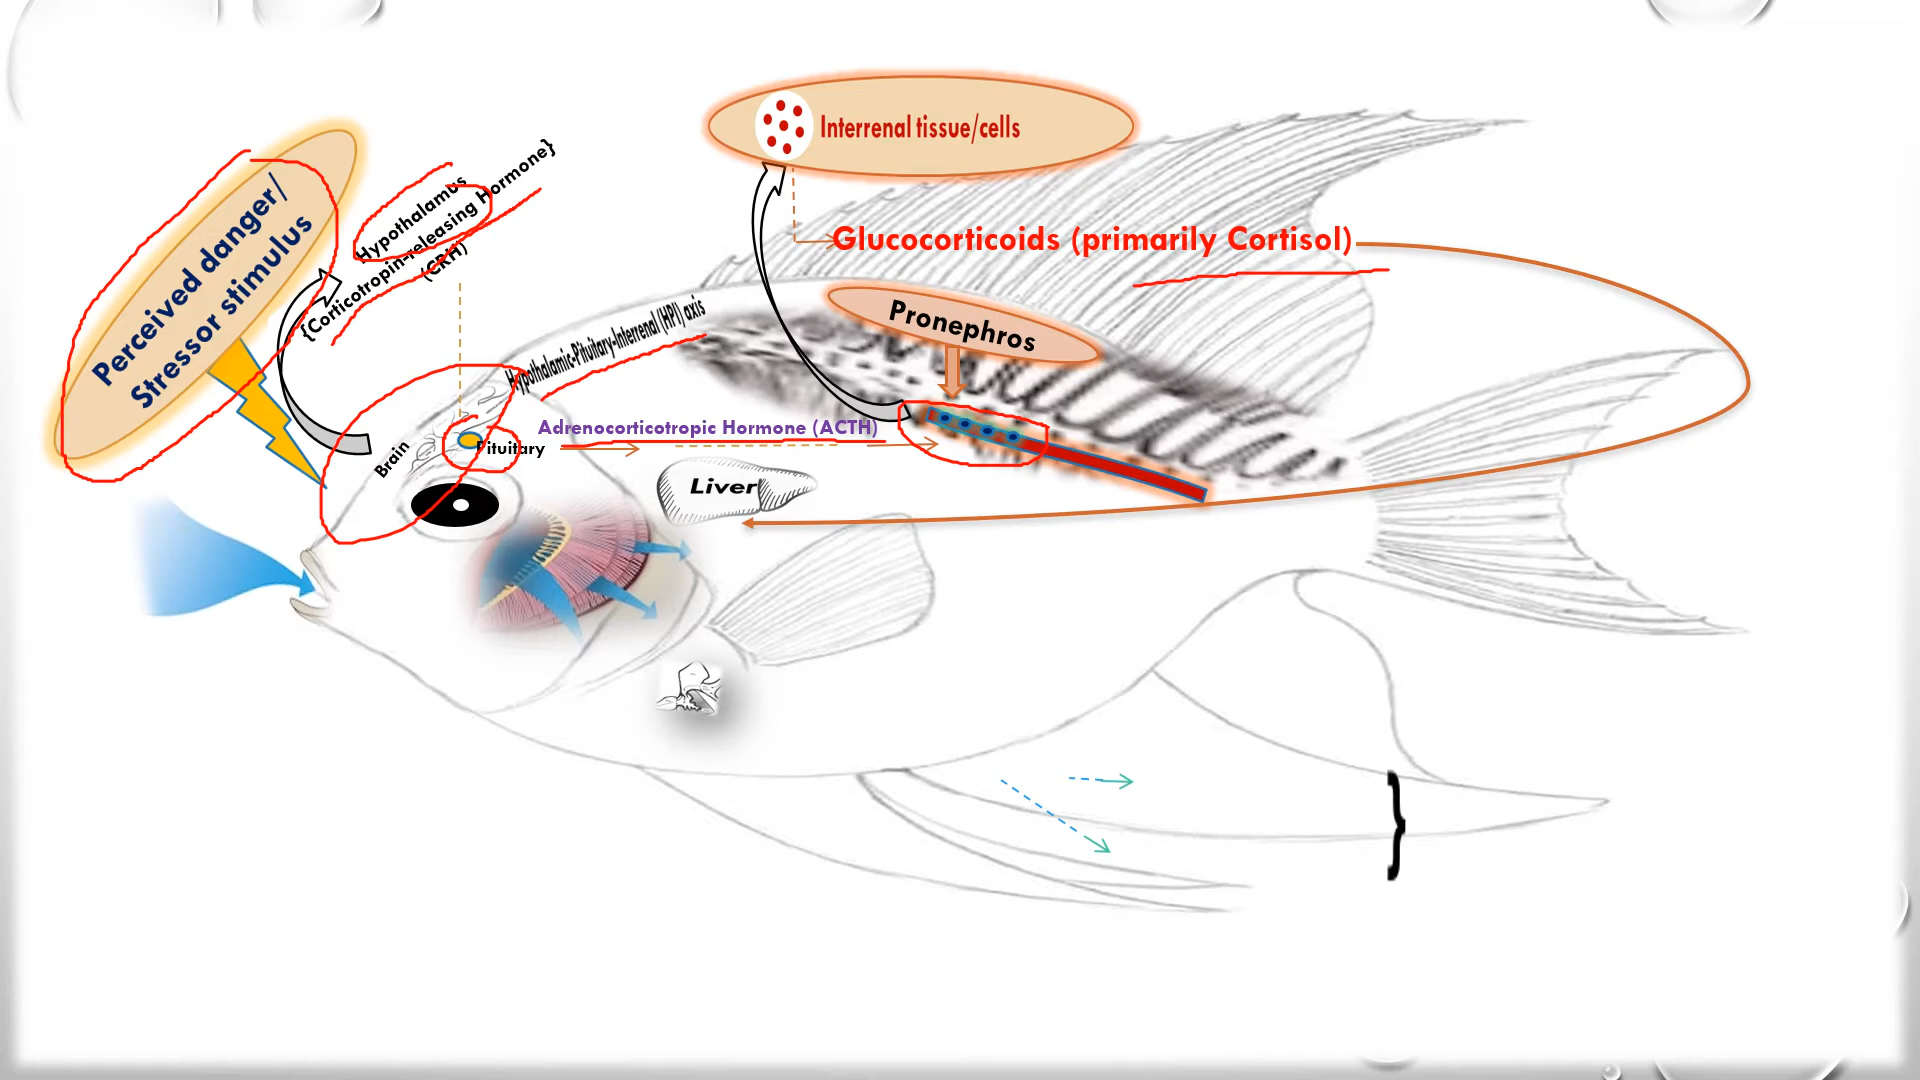 Interrenal tissue/cells
Perceived danger/
Stressor stimulus
Hypothalamus
{Corticotropin-releasing Hormone}
(CRH)
Glucocorticoids (primarily Cortisol)
Pronephros
Hypothalamic-Pituitary-Interrenal (HPI) axis
Adrenocorticotropic Hormone (ACTH)
Brain
Pituitary
Liver
}